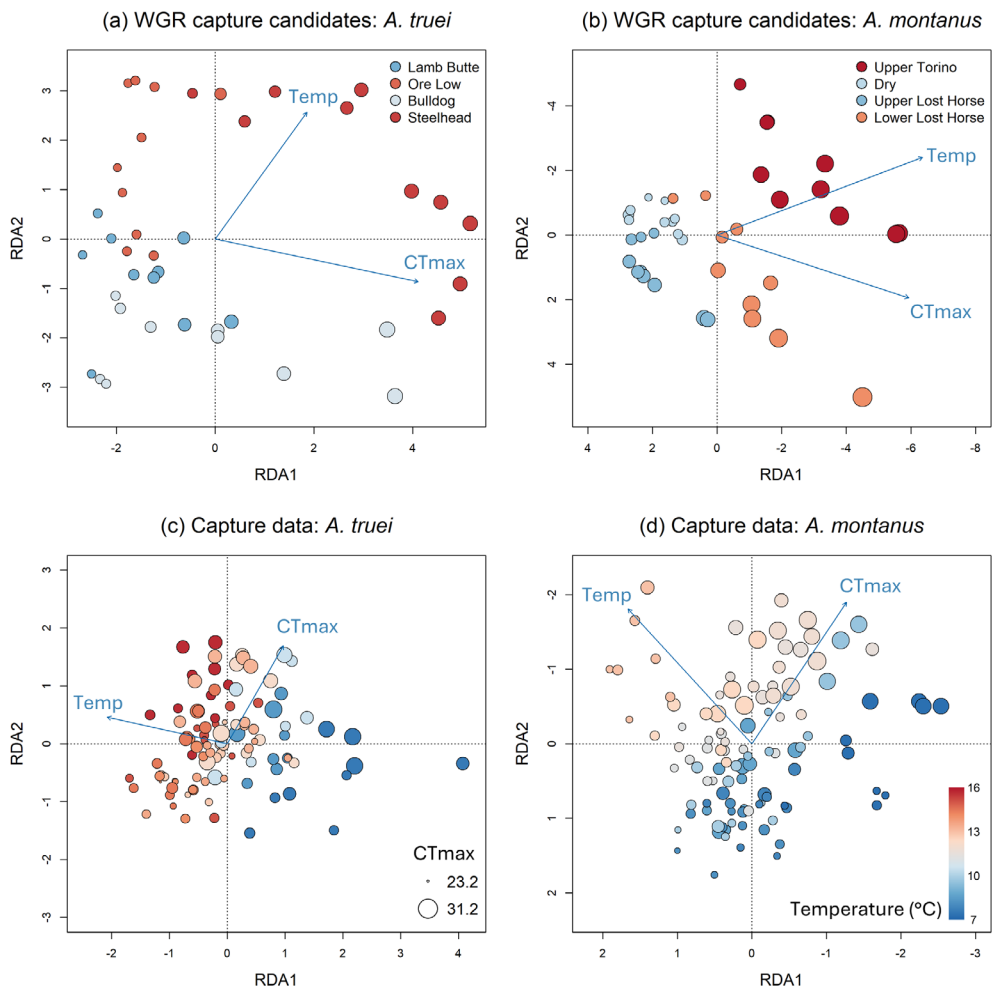 (a) WGR capture candidates: A. truei
Lamb Butte
Ore Low
Bulldog
Steelhead
Temp
CTmax
3
2
1
0
-1
-2
-3
RDA2
-2
0
2
4
RDA1
(b) WGR capture candidates: A. montanus
Upper Torino
Dry
Upper Lost Horse
Lower Lost Horse
Temp
CTmax
-4
-2
0
2
4
RDA2
4
2
0
-2
-4
-6
-8
RDA1
(c) Capture data: A. truei
CTmax
Temp
3
2
1
0
-1
-2
-3
RDA2
CTmax
23.2
31.2
-2
-1
0
1
2
3
4
RDA1
(d) Capture data: A. montanus
Temp
CTmax
-2
-1
0
1
2
RDA2
16
13
10
7
Temperature (°C)
2
1
0
-1
-2
-3
RDA1